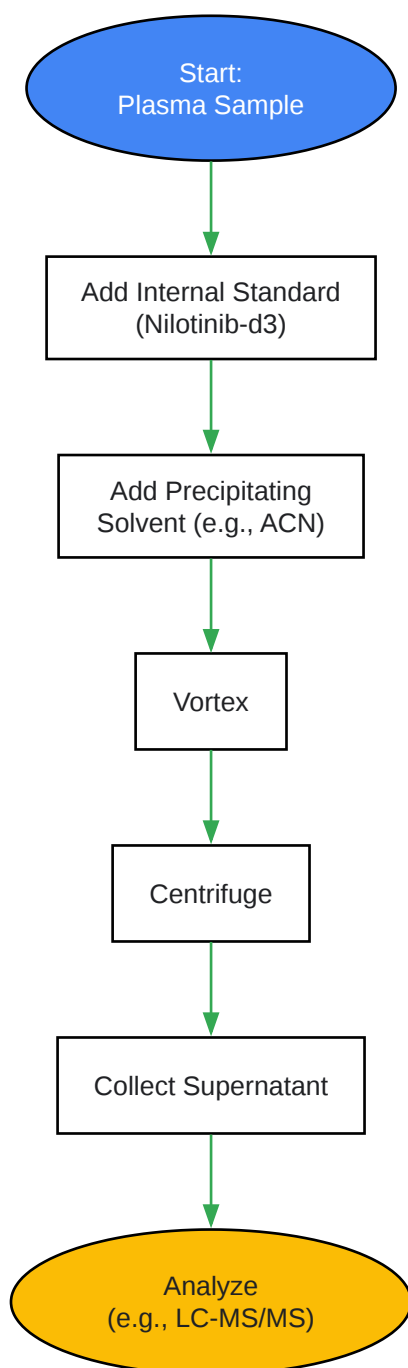 Start:
Plasma Sample
Add Internal Standard
(Nilotinib-d3)
Add Precipitating
Solvent (e.g., ACN)
Vortex
Centrifuge
Collect Supernatant
Analyze
(e.g., LC-MS/MS)